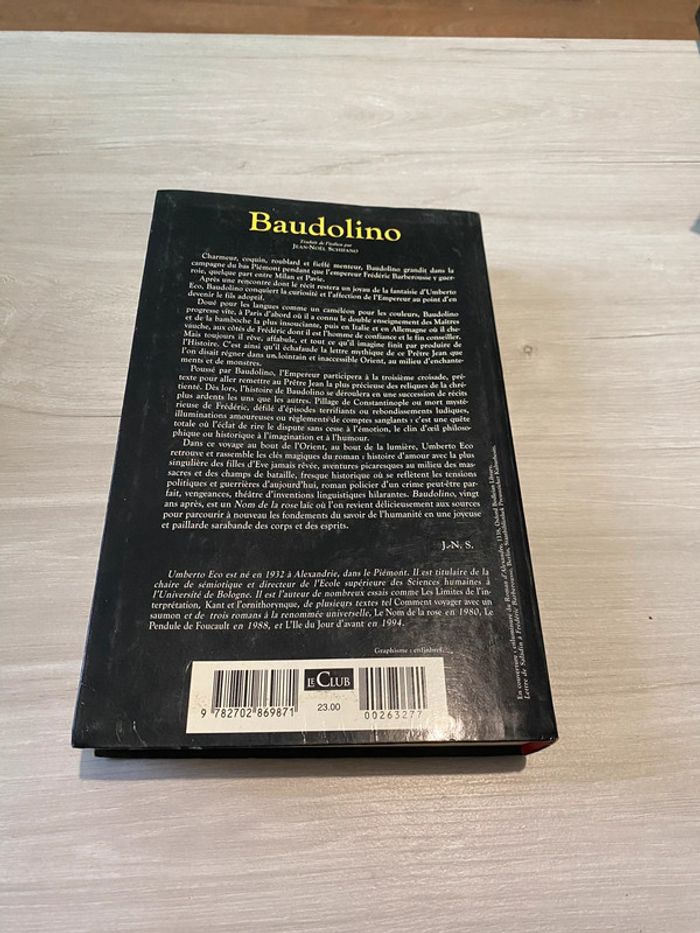 Baudolino
Traduit de l'italien par
JEAN-NOËL SCHIFANO
Charmeur, coquin, roublard et fieffé menteur, Baudolino grandit dans la
campagne du bas Piémont pendant que l'empereur Frédéric Barberousse y guer-
roie, quelque part entre Milan et Pavie.
Après une rencontre dont le récit restera un joyau de la fantaisie d'Umberto
Eco, Baudolino conquiert la curiosité et l'affection de l'Empereur au point d'en
devenir le fils adoptif.
Doué pour les langues comme un caméléon pour les couleurs, Baudolino
progresse vite, à Paris d'abord où il a connu le double enseignement des Maîtres
et de la bamboche la plus insouciante, puis en Italie et en Allemagne où il che-
vauche, aux côtés de Frédéric dont il est l'homme de confiance et le fin conseiller.
Mais toujours il rêve, affabule, et tout ce qu'il imagine finit par produire de
l'Histoire. C'est ainsi qu'il échafaude la lettre mythique de ce Prêtre Jean que
l'on disait régner dans un lointain et inaccessible Orient, au milieu d'enchante-
ments et de monstres.
Poussé par Baudolino, l'Empereur participera à la troisième croisade, pré-
texte pour aller remettre au Prêtre Jean la plus précieuse des reliques de la chré-
tienté. Dès lors, l'histoire de Baudolino se déroulera en une succession de récits
plus ardents les uns que les autres. Pillage de Constantinople ou mort mysté-
rieuse de Frédéric, défilé d'épisodes terrifiants ou rebondissements ludiques,
illuminations amoureuses ou règlements de comptes sanglants : c'est une quête
totale où l'éclat de rire le dispute sans cesse à l'émotion, le clin d'œil philoso-
phique ou historique à l'imagination et à l'humour.
Dans ce voyage au bout de l'Orient, au bout de la lumière, Umberto Eco
retrouve et rassemble les clés magiques du roman : histoire d'amour avec la plus
singulière des filles d'Eve jamais rêvée, aventures picaresques au milieu des mas-
sacres et des champs de bataille, fresque historique où se reflètent les tensions
politiques et guerrières d'aujourd'hui, roman policier d'un crime peut-être par-
fait, vengeances, théâtre d'inventions linguistiques hilarantes. Baudolino, vingt
ans après, est un Nom de la rose laïc où l'on revient délicieusement aux sources
pour parcourir à nouveau les fondements du savoir de l'humanité en une joyeuse
et paillarde sarabande des corps et des esprits.
J.-N. S.
Umberto Eco est né en 1932 à Alexandrie, dans le Piémont. Il est titulaire de la
chaire de sémiotique et directeur de l'Ecole supérieure des Sciences humaines à
l'Université de Bologne. Il est l'auteur de nombreux essais comme Les Limites de l'in-
terprétation, Kant et l'ornithorynque, de plusieurs textes tel Comment voyager avec un
saumon et de trois romans à la renommée universelle, Le Nom de la rose en 1980, Le
Pendule de Foucault en 1988, et L'Ile du Jour d'avant en 1994.
Graphisme : enfinbref
LE CLUB
23.00
9 782702 869871
00263277
En couverture : enluminures, Le Roman d'Alexandre, 1338, Oxford Bodleian Library.
Lettre de Saladin à Frédéric Barberousse, Berlin, Staatsbibliothek Preussischer Kulturbesitz.